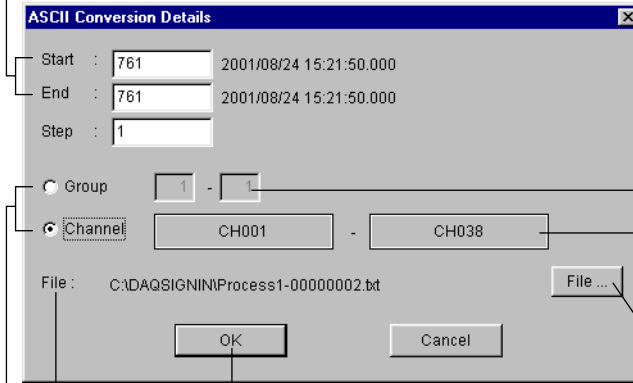 ASCII Conversion Details
Start : 761 2001/08/24 15:21:50.000
End : 761 2001/08/24 15:21:50.000
Step : 1
Group 1 - 1
Channel CH001 - CH038
File : C:\DAQSIGNIN\Process1-00000002.txt File ...
OK Cancel